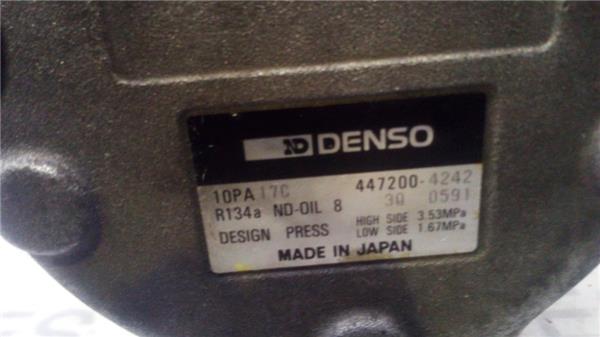 ND DENSO
10PA17C 447200-4242
R134a ND-OIL 8 3Q 0591
DESIGN PRESS HIGH SIDE 3.53MPa
LOW SIDE 1.67MPa
MADE IN JAPAN